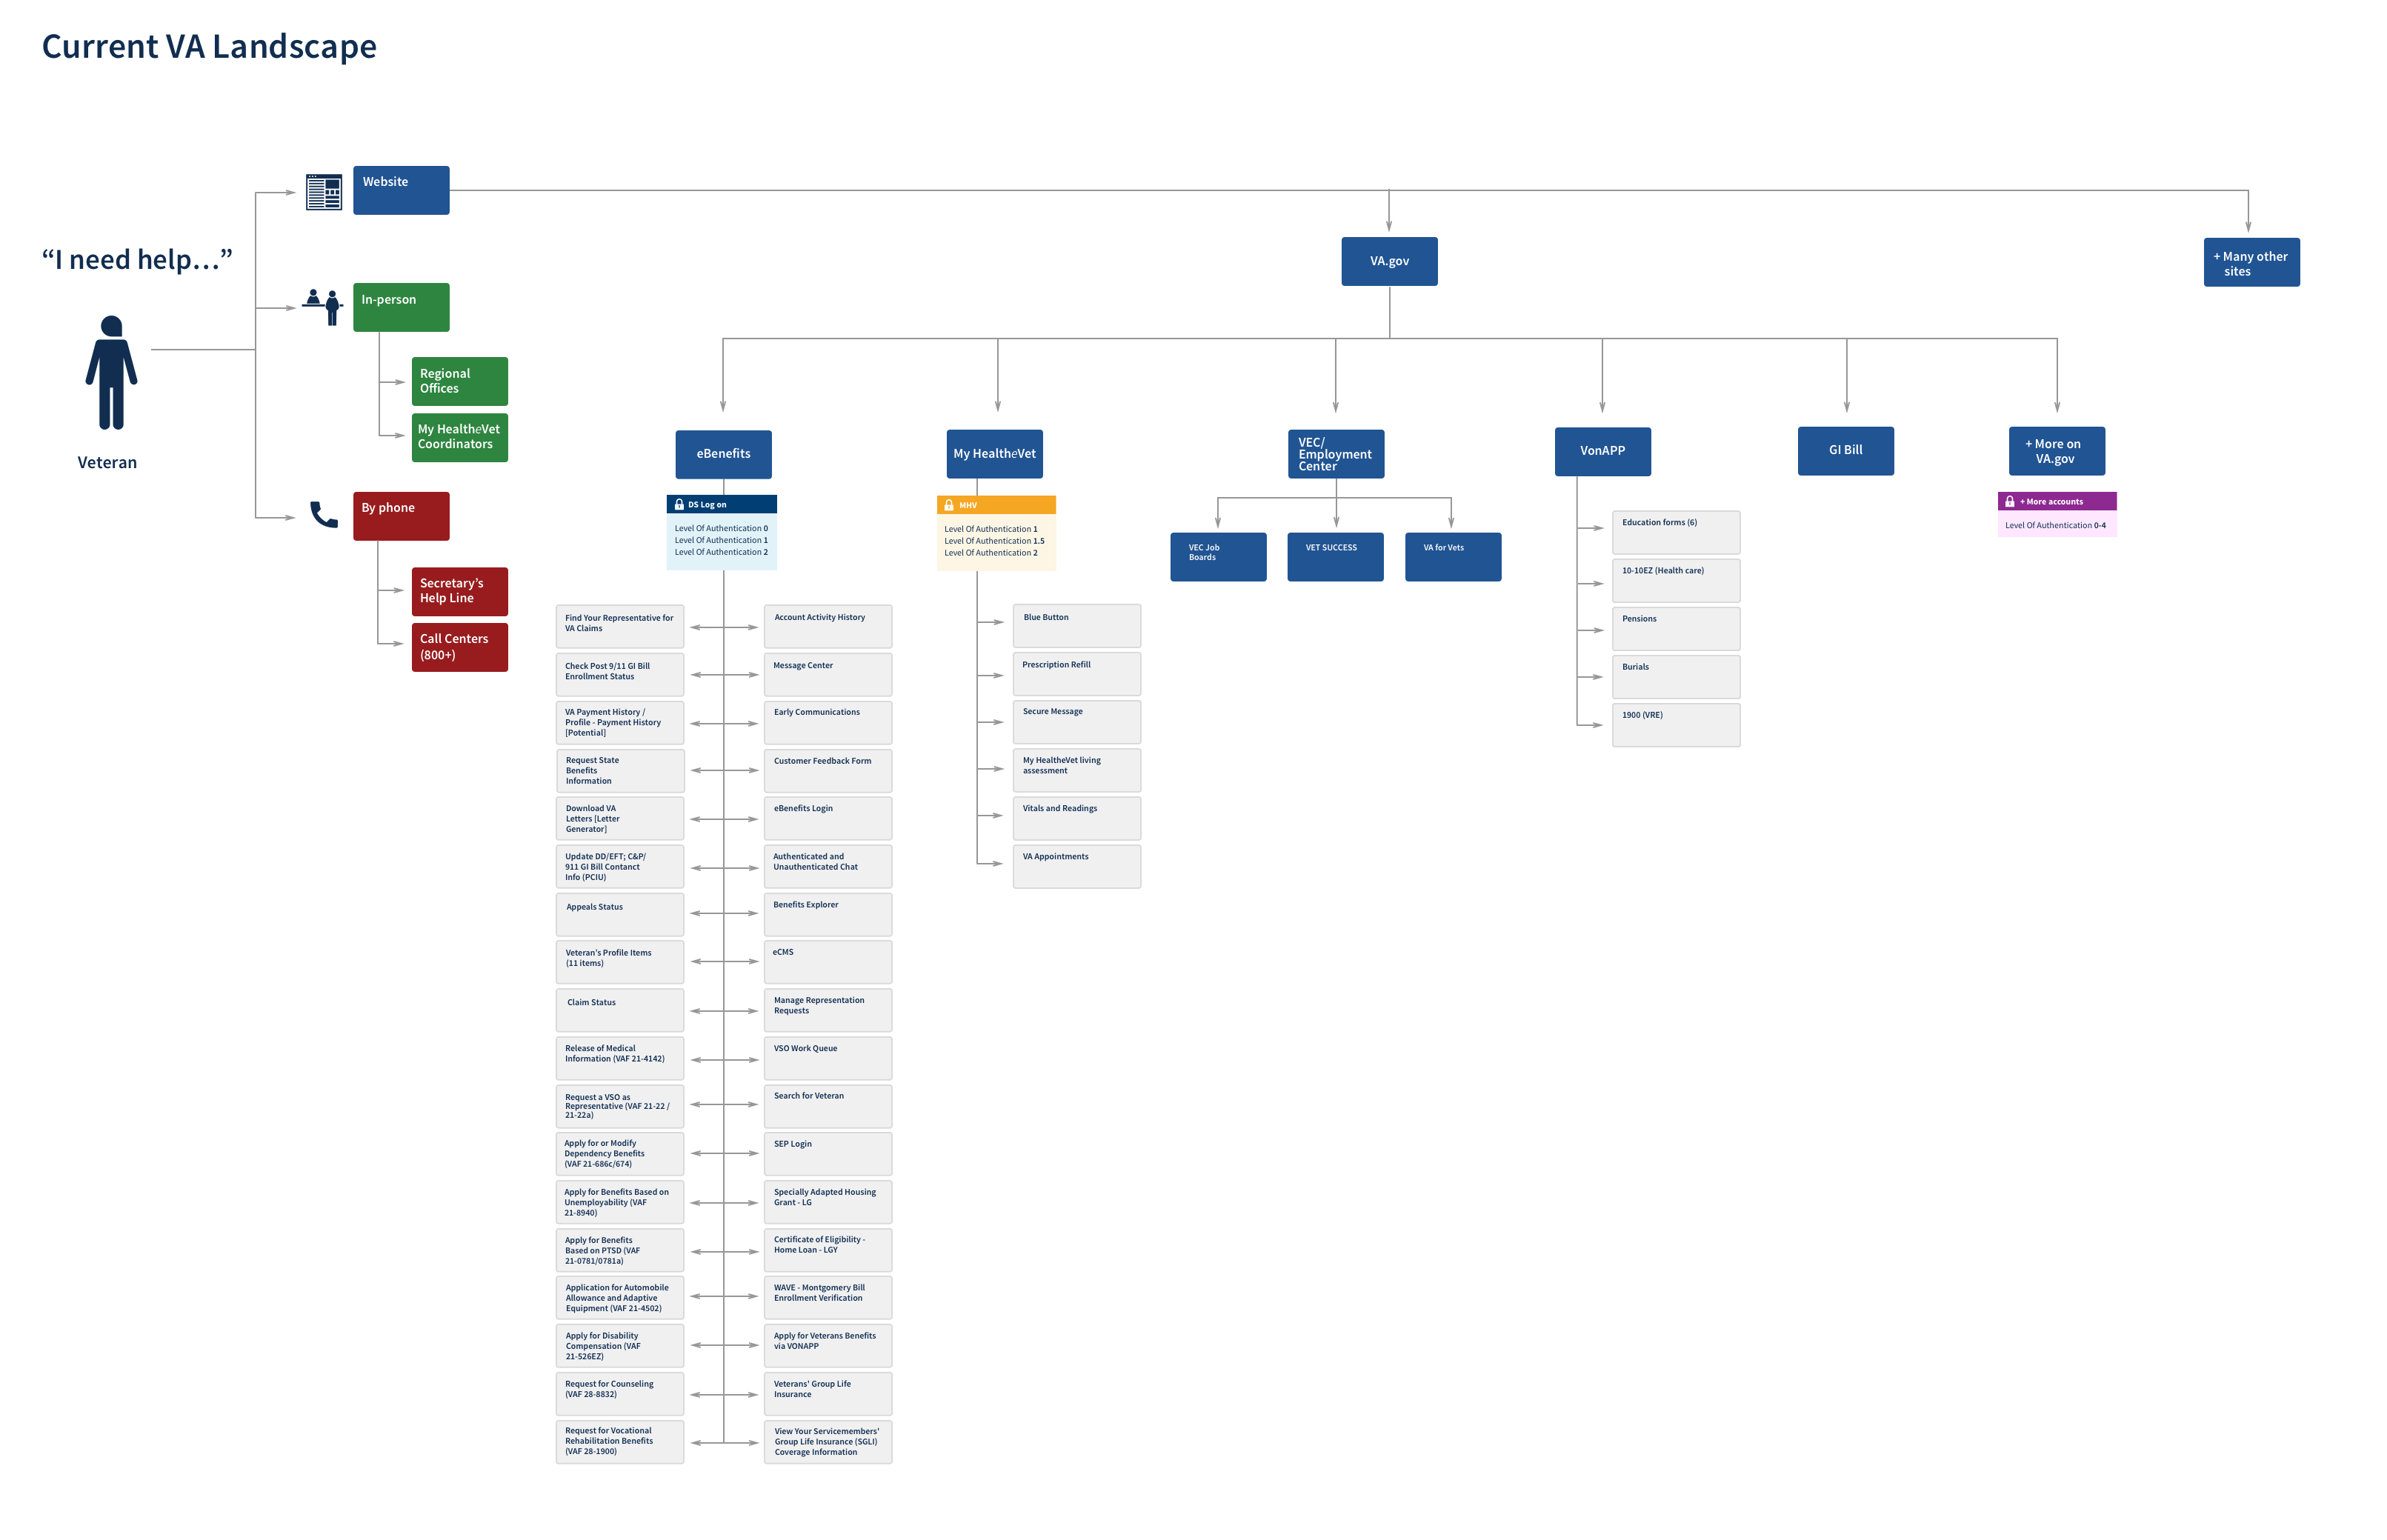 Current VA Landscape
“I need help…”
Veteran
Website
In-person
Regional
Offices
My HealtheVet
Coordinators
By phone
Secretary’s
Help Line
Call Centers
(800+)
VA.gov
+ Many other
sites
eBenefits
DS Log on
Level Of Authentication 0
Level Of Authentication 1
Level Of Authentication 2
Find Your Representative for
VA Claims
Check Post 9/11 GI Bill
Enrollment Status
VA Payment History /
Profile - Payment History
[Potential]
Request State
Benefits
Information
Download VA
Letters [Letter
Generator]
Update DD/EFT; C&P/
911 GI Bill Contanct
Info (PCIU)
Appeals Status
Veteran’s Profile Items
(11 items)
Claim Status
Release of Medical
Information (VAF 21-4142)
Request a VSO as
Representative (VAF 21-22 /
21-22a)
Apply for or Modify
Dependency Benefits
(VAF 21-686c/674)
Apply for Benefits Based on
Unemployability (VAF
21-8940)
Apply for Benefits
Based on PTSD (VAF
21-0781/0781a)
Application for Automobile
Allowance and Adaptive
Equipment (VAF 21-4502)
Apply for Disability
Compensation (VAF
21-526EZ)
Request for Counseling
(VAF 28-8832)
Request for Vocational
Rehabilitation Benefits
(VAF 28-1900)
Account Activity History
Message Center
Early Communications
Customer Feedback Form
eBenefits Login
Authenticated and
Unauthenticated Chat
Benefits Explorer
eCMS
Manage Representation
Requests
VSO Work Queue
Search for Veteran
SEP Login
Specially Adapted Housing
Grant - LG
Certificate of Eligibility -
Home Loan - LGY
WAVE - Montgomery Bill
Enrollment Verification
Apply for Veterans Benefits
via VONAPP
Veterans' Group Life
Insurance
View Your Servicemembers'
Group Life Insurance (SGLI)
Coverage Information
My HealtheVet
MHV
Level Of Authentication 1
Level Of Authentication 1.5
Level Of Authentication 2
Blue Button
Prescription Refill
Secure Message
My HealtheVet living
assessment
Vitals and Readings
VA Appointments
VEC/
Employment
Center
VEC Job
Boards
VET SUCCESS
VA for Vets
VonAPP
Education forms (6)
10-10EZ (Health care)
Pensions
Burials
1900 (VRE)
GI Bill
+ More on
VA.gov
+ More accounts
Level Of Authentication 0-4